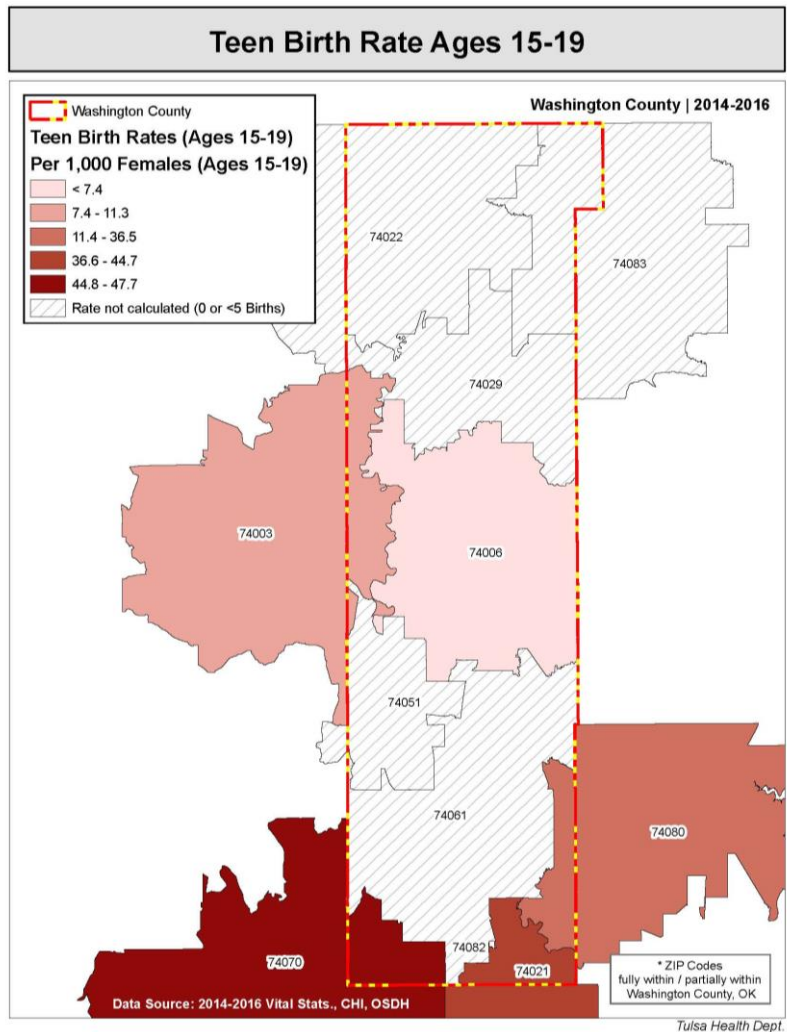 Teen Birth Rate Ages 15-19
Washington County | 2014-2016
Washington County
Teen Birth Rates (Ages 15-19)
Per 1,000 Females (Ages 15-19)
< 7.4
7.4 - 11.3
11.4 - 36.5
36.6 - 44.7
44.8 - 47.7
Rate not calculated (0 or <5 Births)
74022
74083
74029
74003
74006
74051
74061
74080
74082
74070
74021
* ZIP Codes
fully within / partially within
Washington County, OK
Data Source: 2014-2016 Vital Stats., CHI, OSDH
Tulsa Health Dept.